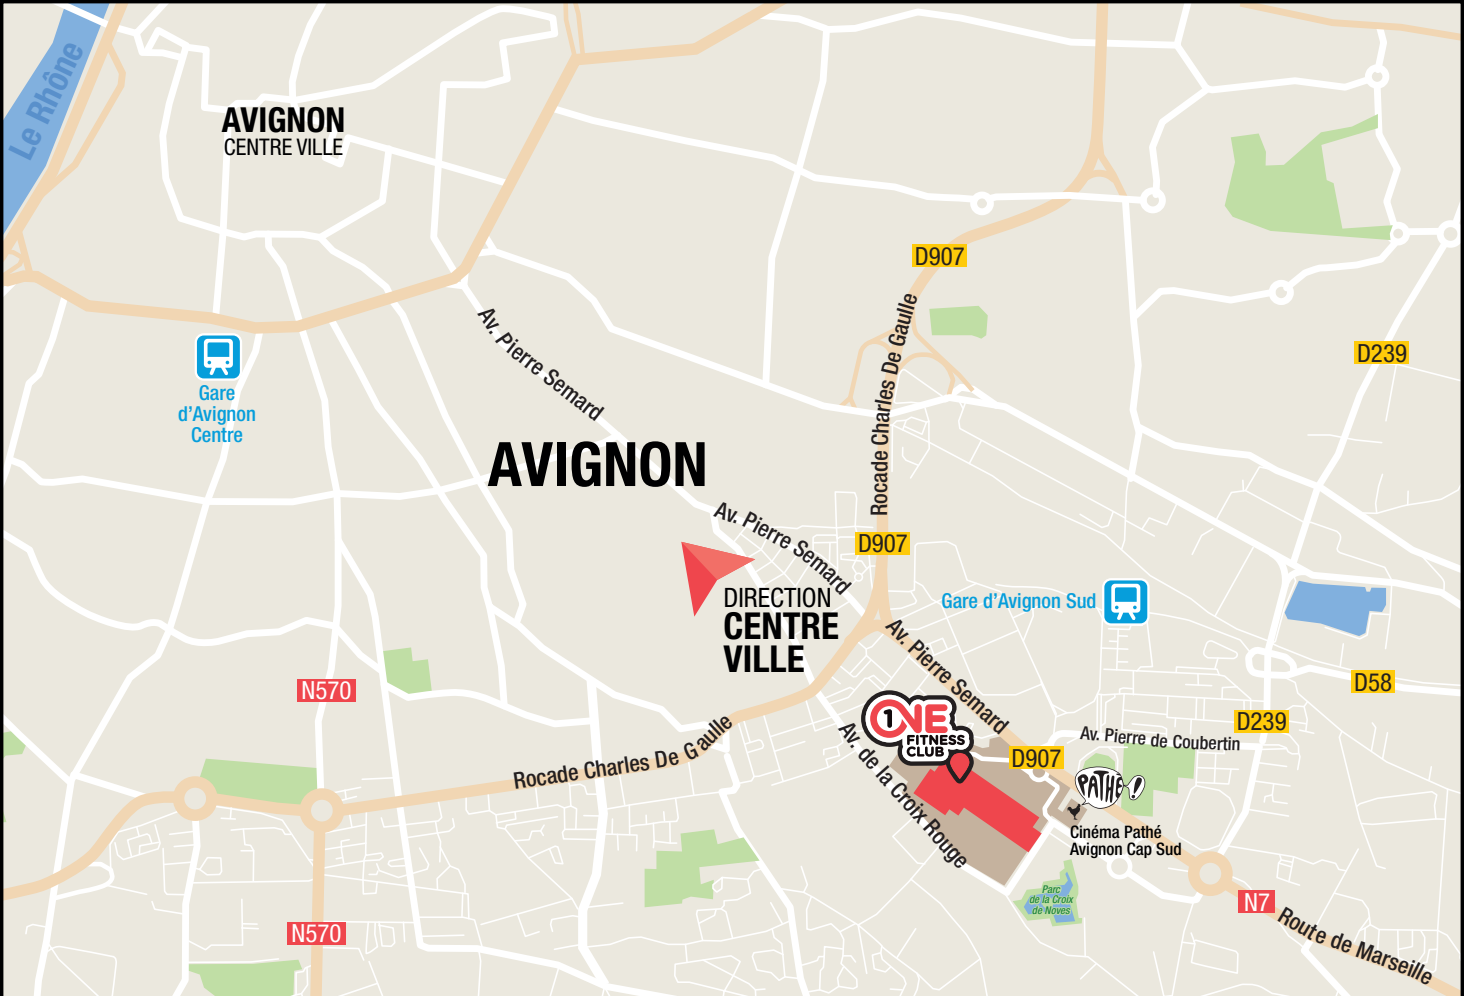 Le Rhône
AVIGNON
CENTRE VILLE
D907
Rocade Charles De Gaulle
D239
Av. Pierre Semard
Gare
d'Avignon
Centre
AVIGNON
Av. Pierre Semard
D907
DIRECTION
CENTRE
VILLE
Gare d'Avignon Sud
Av. Pierre Semard
N570
D58
1
ONE
FITNESS
CLUB
D239
Av. Pierre de Coubertin
D907
Rocade Charles De Gaulle
Av. de la Croix Rouge
PATHÉ!
Cinéma Pathé
Avignon Cap Sud
Parc
de la Croix
de Noves
N7
Route de Marseille
N570